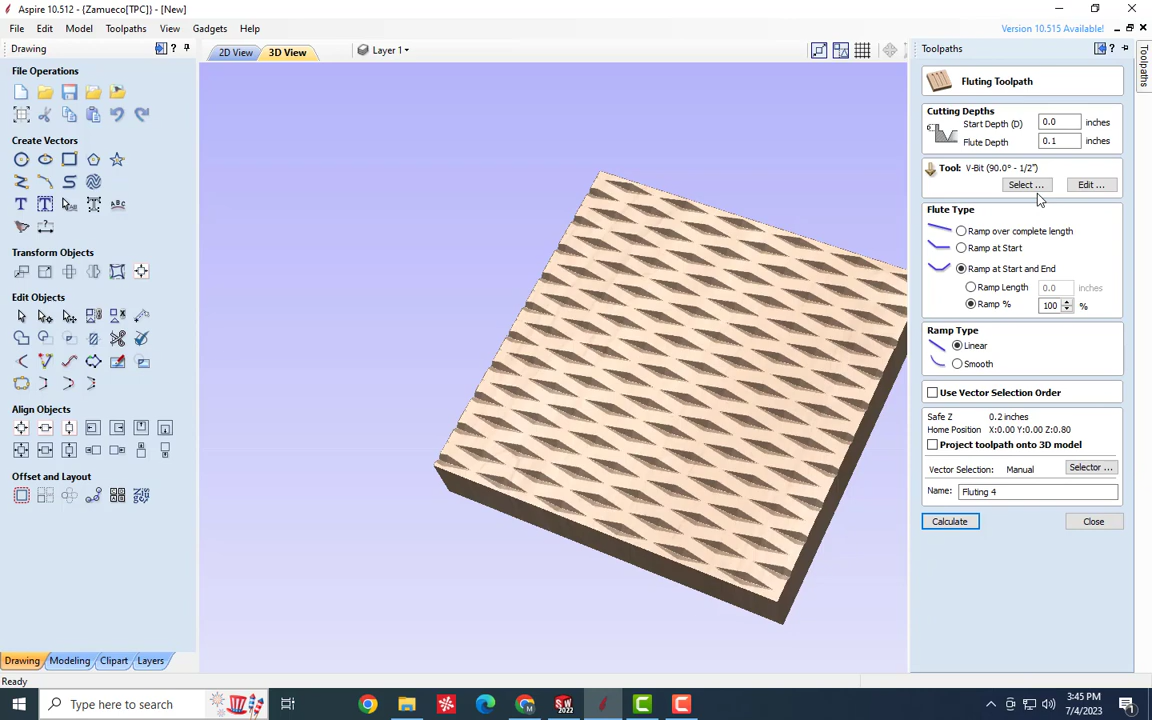 Aspire 10.512 - {Zamueco[TPC]} - [New]
File Edit Model Toolpaths View Gadgets Help
Version 10.515 Available!
Drawing
?
2D View
3D View
Layer 1
Toolpaths
?
Toolpaths
File Operations
Create Vectors
Transform Objects
Edit Objects
Align Objects
Offset and Layout
Fluting Toolpath
Cutting Depths
Start Depth (D) 0.0 inches
Flute Depth 0.1 inches
Tool: V-Bit (90.0° - 1/2")
Select ... Edit ...
Flute Type
Ramp over complete length
Ramp at Start
Ramp at Start and End
Ramp Length 0.0 inches
Ramp % 100 %
Ramp Type
Linear
Smooth
Use Vector Selection Order
Safe Z 0.2 inches
Home Position X:0.00 Y:0.00 Z:0.80
Project toolpath onto 3D model
Vector Selection: Manual Selector ...
Name: Fluting 4
Calculate Close
Drawing Modeling Clipart Layers
Ready
Type here to search
SW
2022
M
C
C
3:45 PM
7/4/2023
1